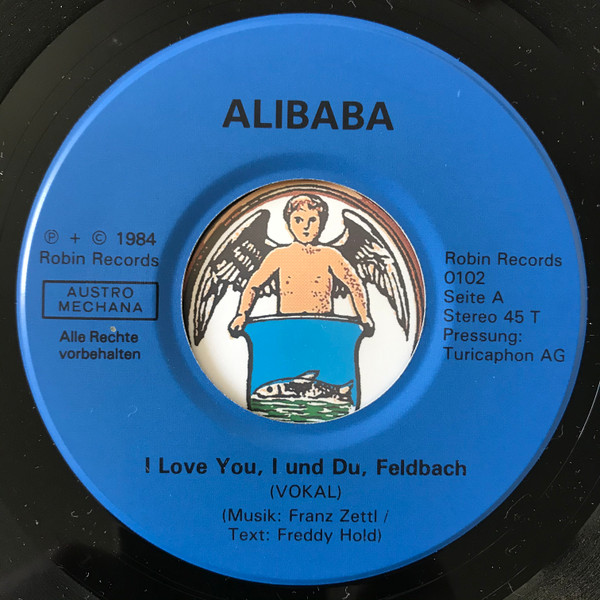 ALIBABA
℗ + © 1984
Robin Records
AUSTRO
MECHANA
Alle Rechte
vorbehalten
Robin Records
0102
Seite A
Stereo 45 T
Pressung:
Turicaphon AG
I Love You, I und Du, Feldbach
(VOKAL)
(Musik: Franz Zettl /
Text: Freddy Hold)